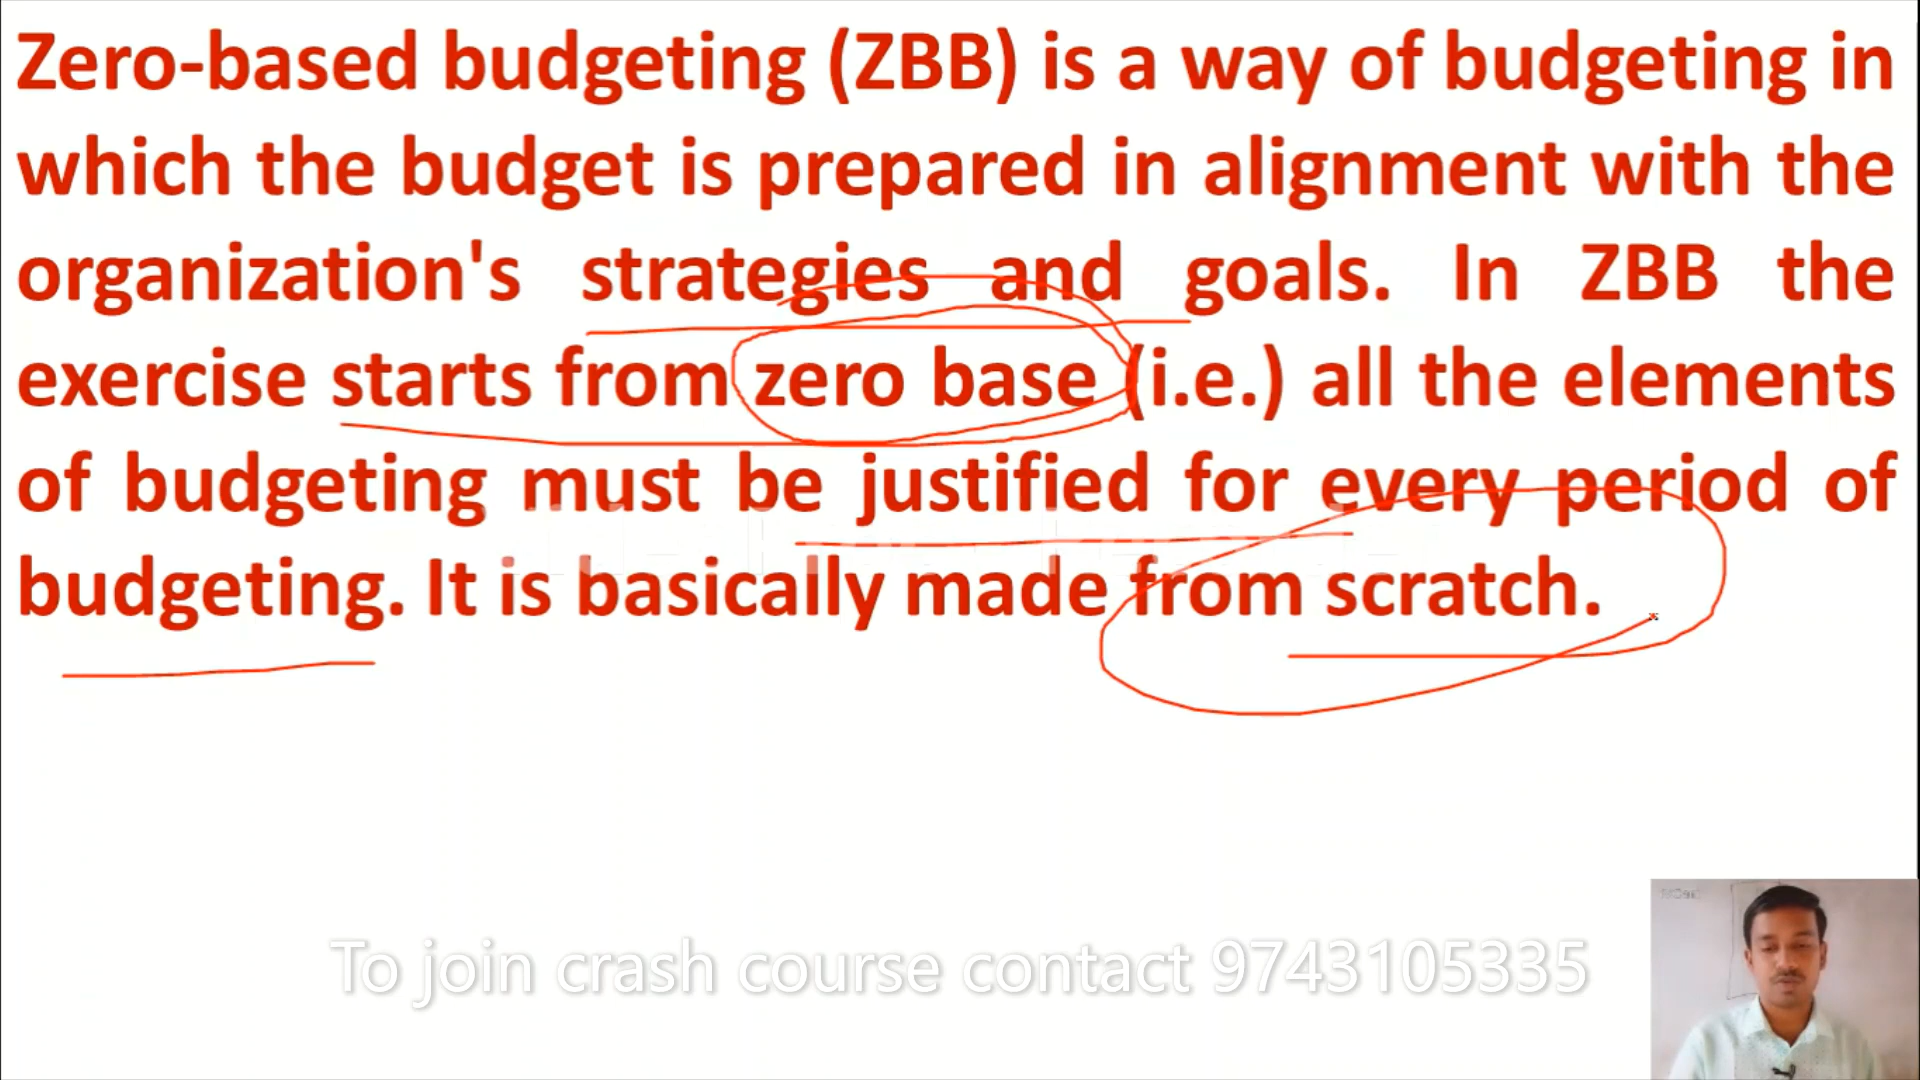 Zero-based budgeting (ZBB) is a way of budgeting in
which the budget is prepared in alignment with the
organization's strategies and goals. In ZBB the
exercise starts from zero base (i.e.) all the elements
of budgeting must be justified for every period of
budgeting. It is basically made from scratch.
To join crash course contact 9743105335